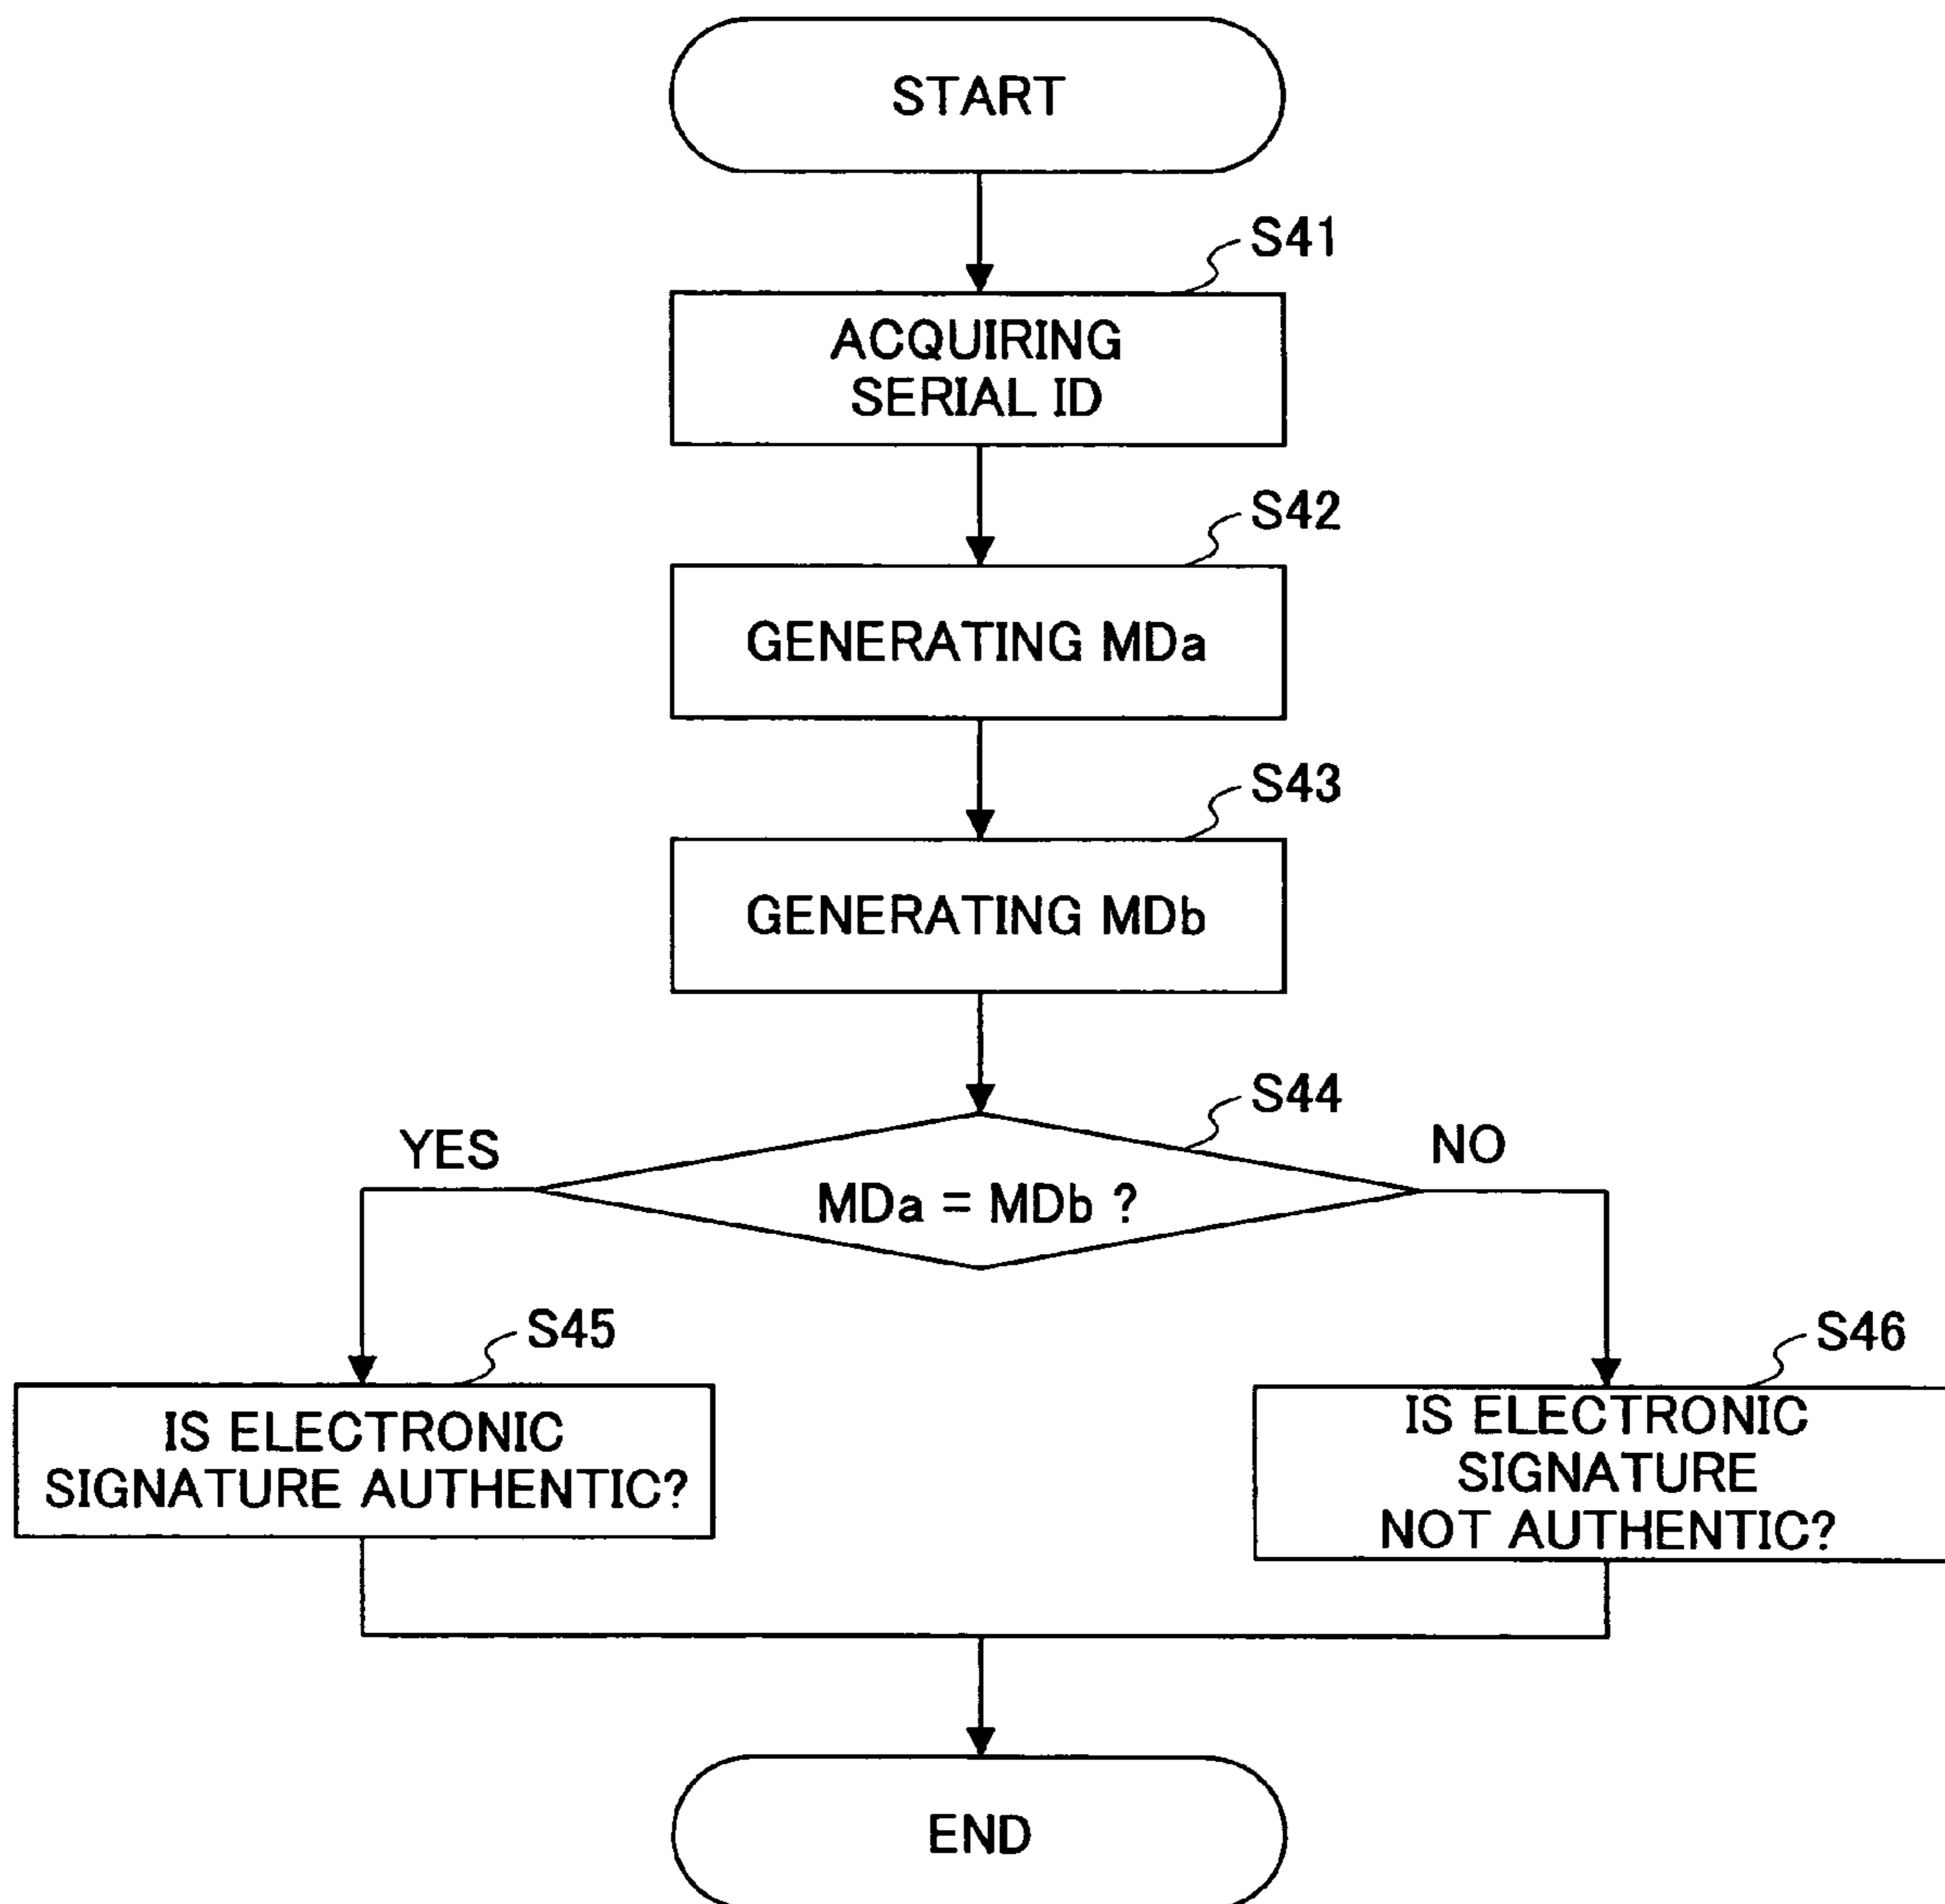 START
S41
ACQUIRING
SERIAL ID
S42
GENERATING MDa
S43
GENERATING MDb
S44
YES
NO
MDa = MDb ?
S45
S46
IS ELECTRONIC
SIGNATURE AUTHENTIC?
IS ELECTRONIC
SIGNATURE
NOT AUTHENTIC?
END